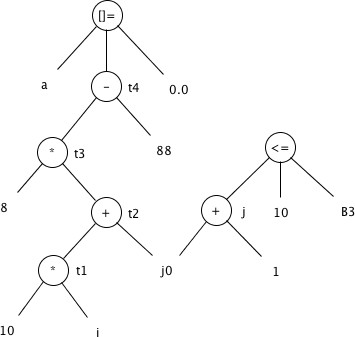 []=
a
- t4
0.0
* t3
88
<=
8
+ t2
+ j
10
B3
* t1
j0
1
10
i